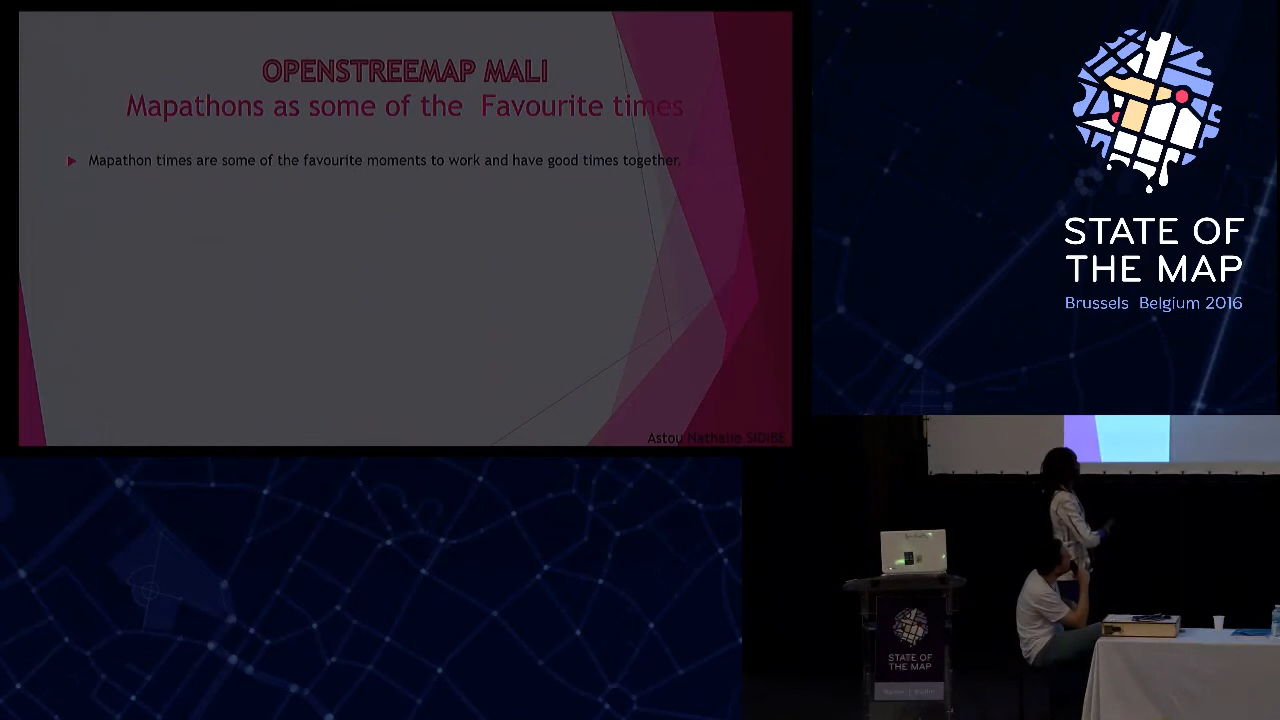 OPENSTREEMAP MALI
Mapathons as some of the Favourite times
Mapathon times are some of the favourite moments to work and have good times together.
Astou Nathalie SIDIBE
STATE OF
THE MAP
Brussels Belgium 2016
STATE OF
THE MAP